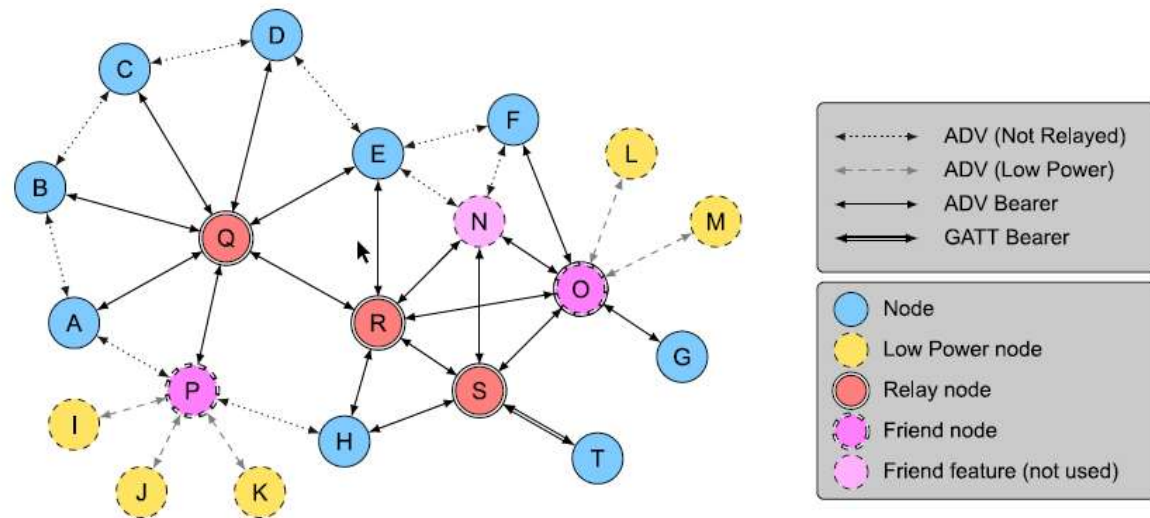 D
C
F
L
E
B
N
M
Q
O
A
R
G
P
S
I
H
T
J
K
ADV (Not Relayed)
ADV (Low Power)
ADV Bearer
GATT Bearer
Node
Low Power node
Relay node
Friend node
Friend feature (not used)